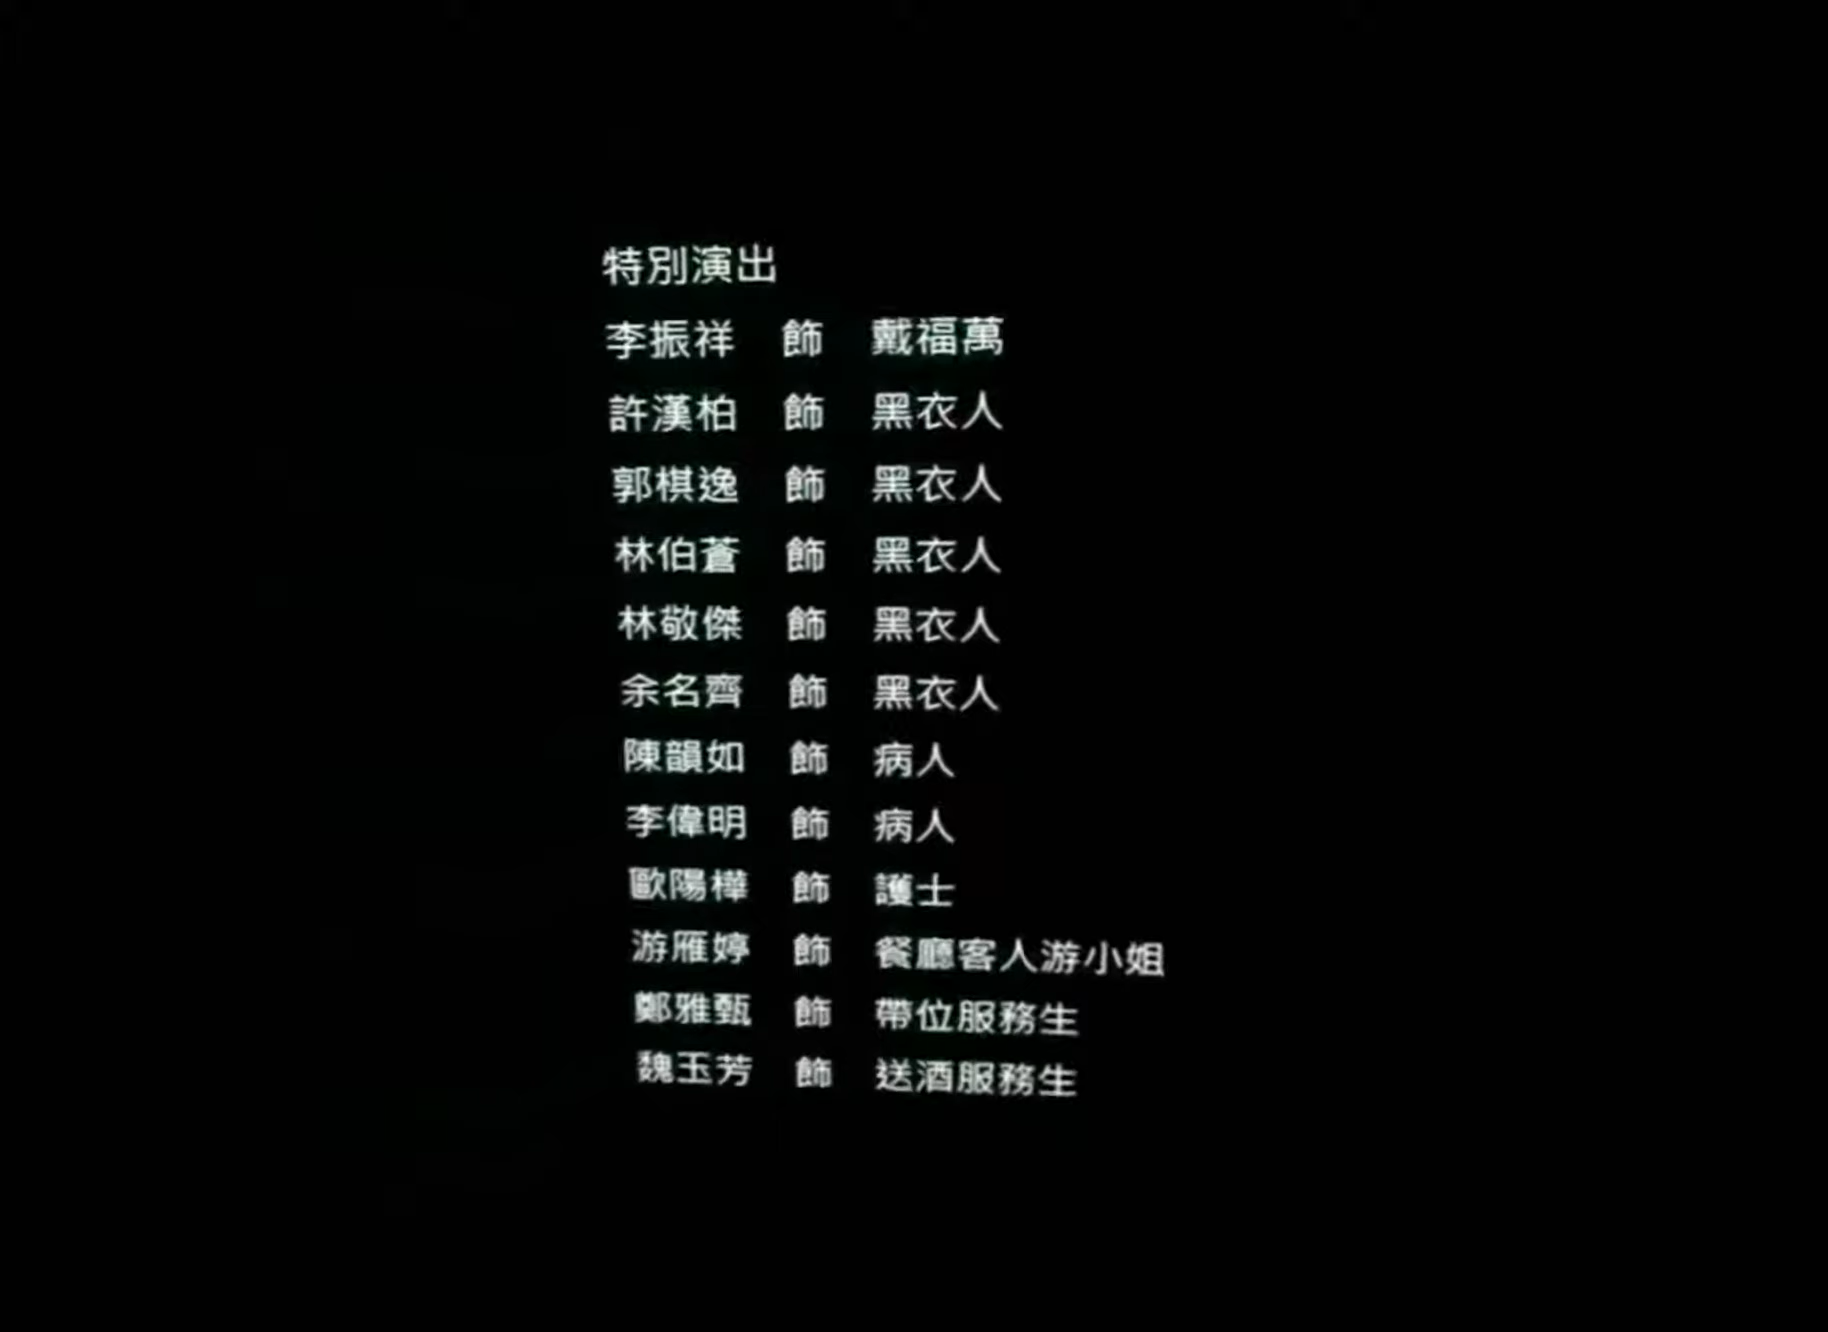 特別演出
李振祥 飾 戴福萬
許漢柏 飾 黑衣人
郭棋逸 飾 黑衣人
林伯蒼 飾 黑衣人
林敬傑 飾 黑衣人
余名齊 飾 黑衣人
陳韻如 飾 病人
李偉明 飾 病人
歐陽樺 飾 護士
游雁婷 飾 餐廳客人游小姐
鄭雅甄 飾 帶位服務生
魏玉芳 飾 送酒服務生